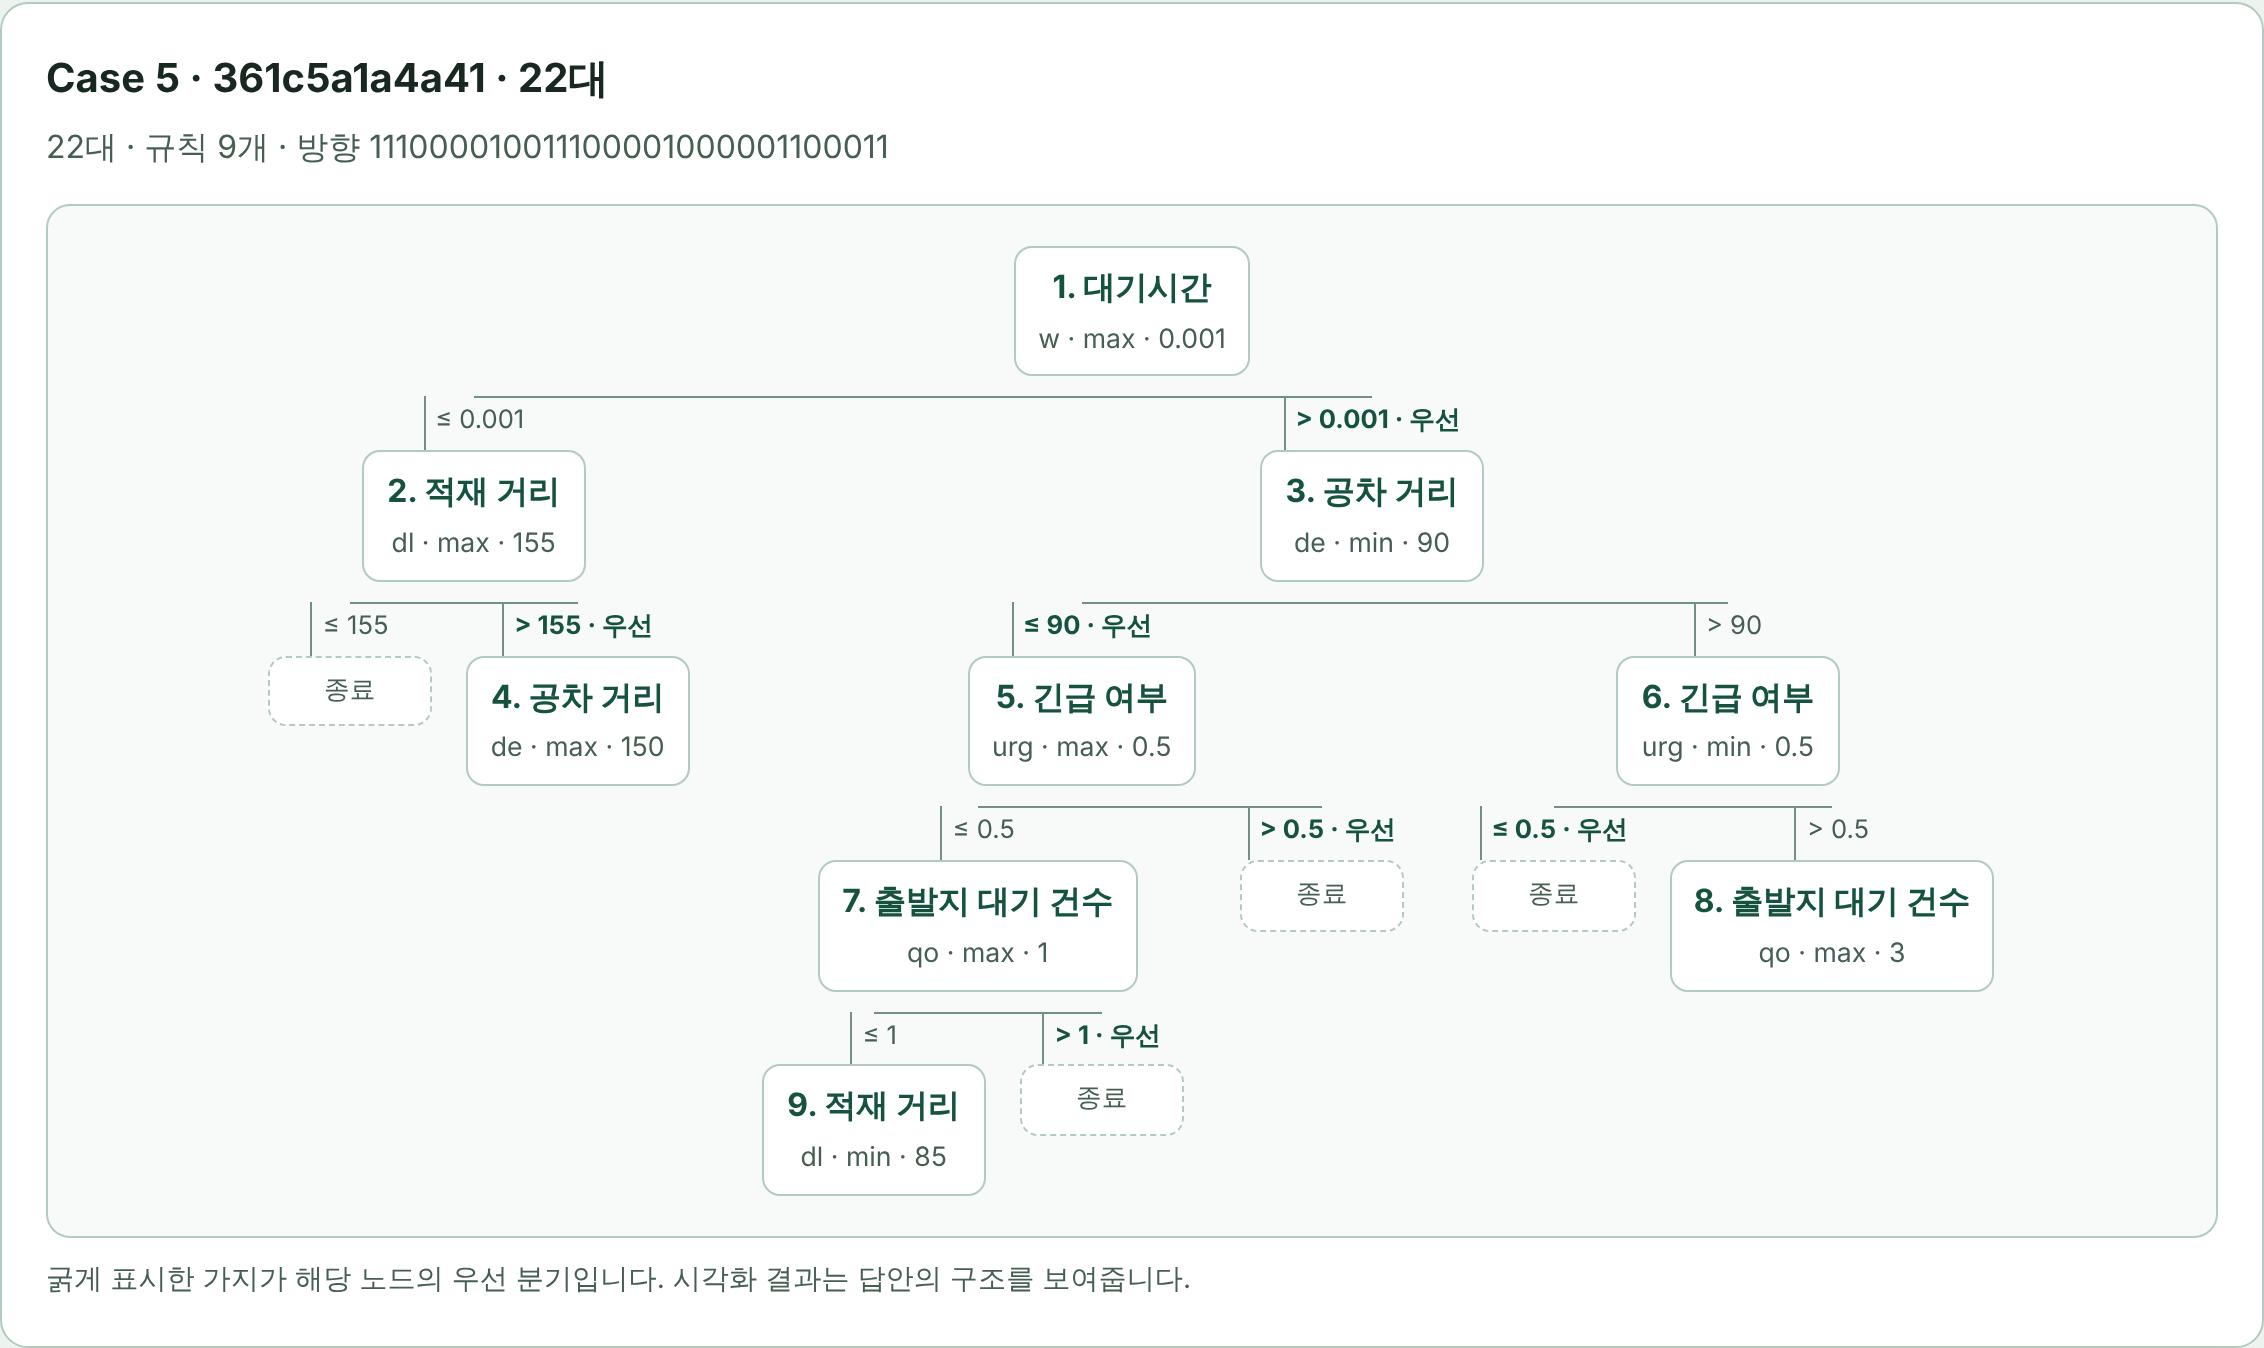 Case 5 · 361c5a1a4a41 · 22대
22대 · 규칙 9개 · 방향 1110000100111000010000001100011
1. 대기시간
w · max · 0.001
≤ 0.001
> 0.001 · 우선
2. 적재 거리
dl · max · 155
3. 공차 거리
de · min · 90
≤ 155
> 155 · 우선
≤ 90 · 우선
> 90
종료
4. 공차 거리
de · max · 150
5. 긴급 여부
urg · max · 0.5
6. 긴급 여부
urg · min · 0.5
≤ 0.5
> 0.5 · 우선
≤ 0.5 · 우선
> 0.5
7. 출발지 대기 건수
qo · max · 1
종료
종료
8. 출발지 대기 건수
qo · max · 3
≤ 1
> 1 · 우선
9. 적재 거리
dl · min · 85
종료
굵게 표시한 가지가 해당 노드의 우선 분기입니다. 시각화 결과는 답안의 구조를 보여줍니다.